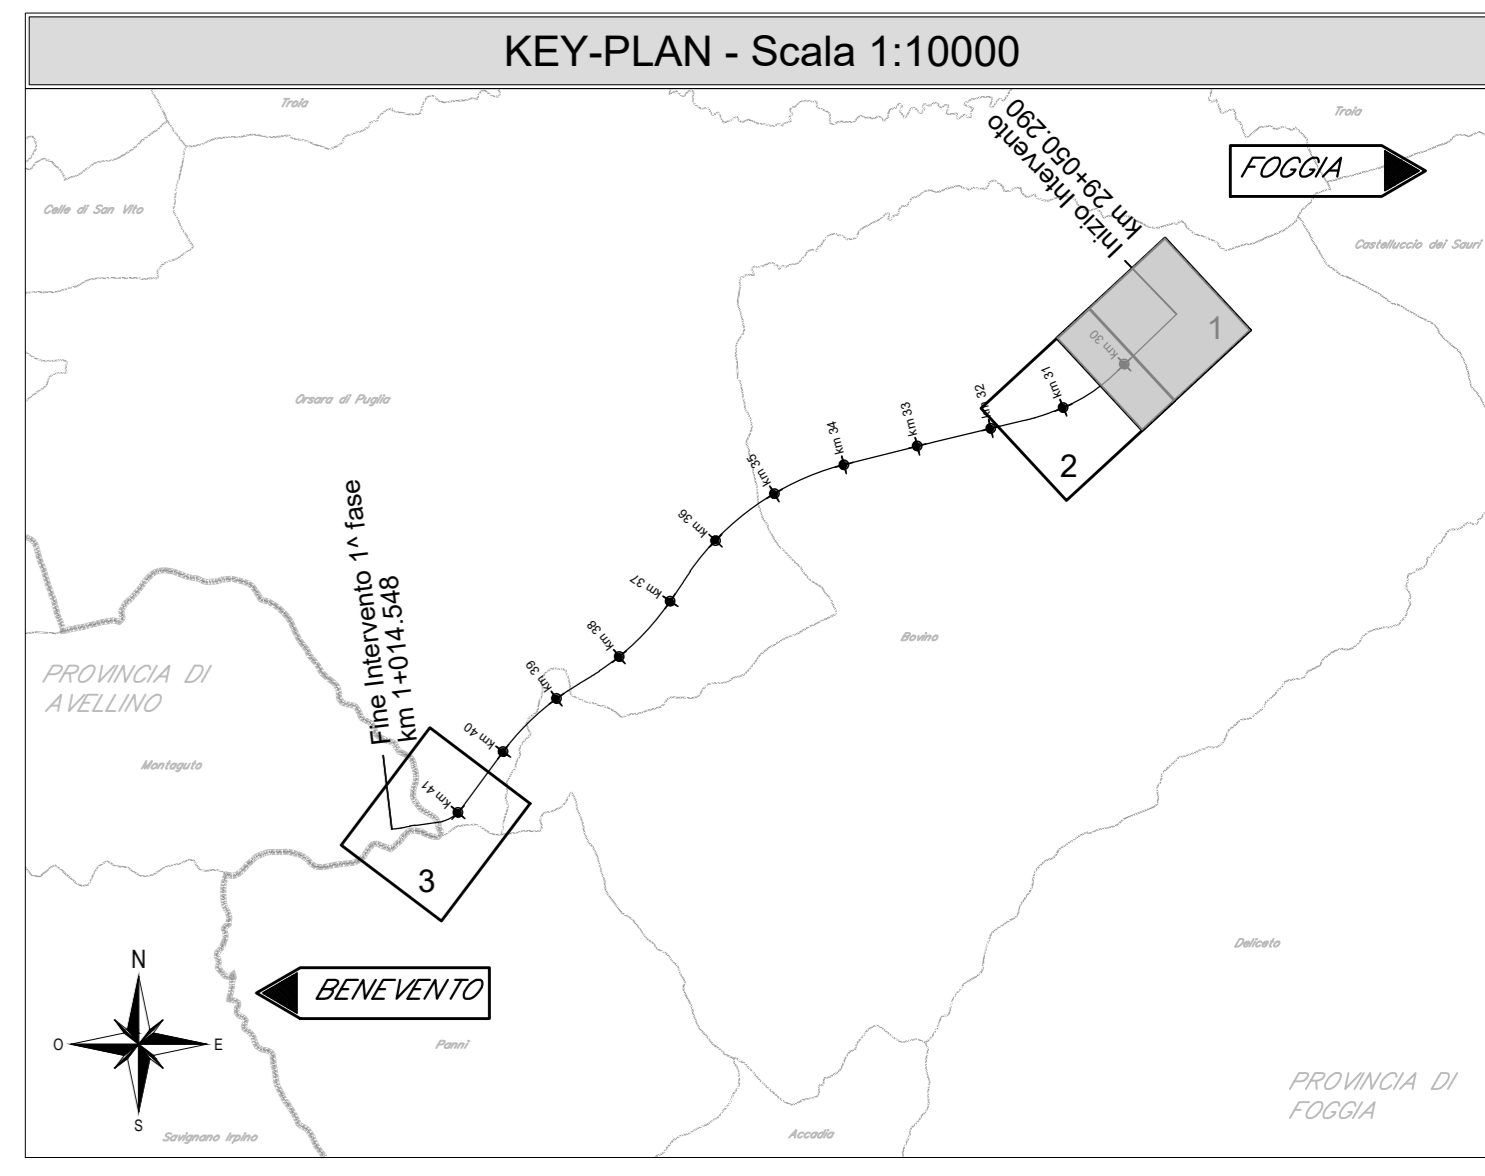 KEY-PLAN - Scala 1:10000
Troia
Troia
FOGGIA
Celle di San Vito
Castelluccio dei Sauri
Inizio Intervento
km 29+050.290
1
km 30
km 31
km 32
km 33
km 34
km 35
2
Orsara di Puglia
km 36
km 37
km 38
km 39
km 40
km 41
Fine Intervento 1^ fase
km 1+014.548
Bovino
PROVINCIA DI
AVELLINO
Montaguto
3
Deliceto
N
O
E
S
BENEVENTO
Panni
PROVINCIA DI
FOGGIA
Savignano Irpino
Accadia